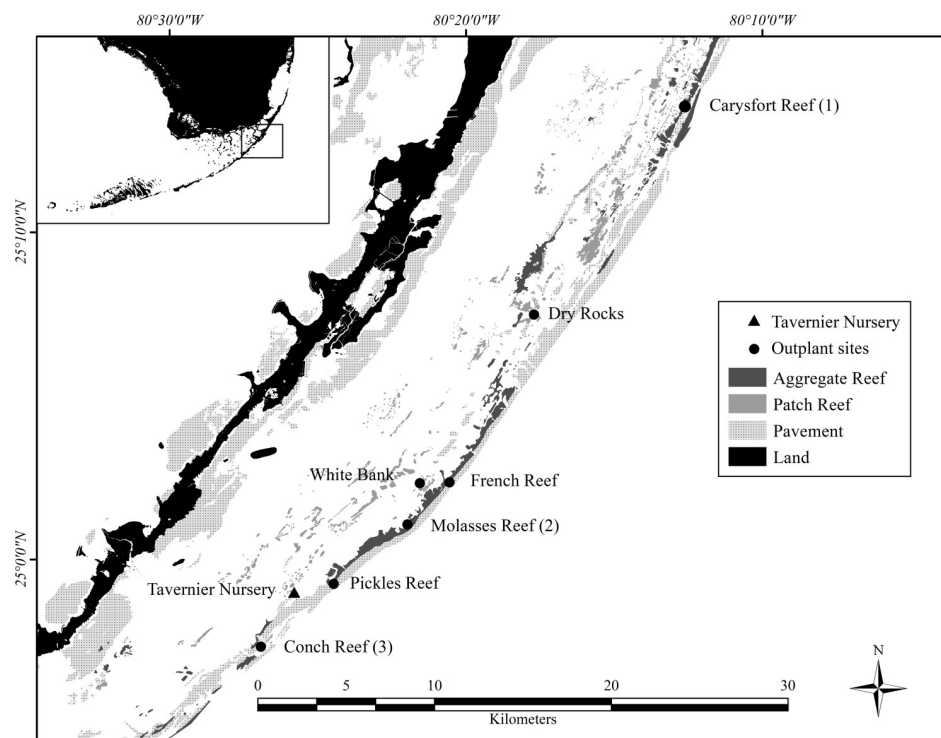 80°30'0"W
80°20'0"W
80°10'0"W
Carysfort Reef (1)
25°10'0"N
Dry Rocks
Tavernier Nursery
Outplant sites
Aggregate Reef
Patch Reef
Pavement
Land
White Bank
French Reef
Molasses Reef (2)
25°0'0"N
Tavernier Nursery
Pickles Reef
Conch Reef (3)
N
0 5 10 20 30
Kilometers